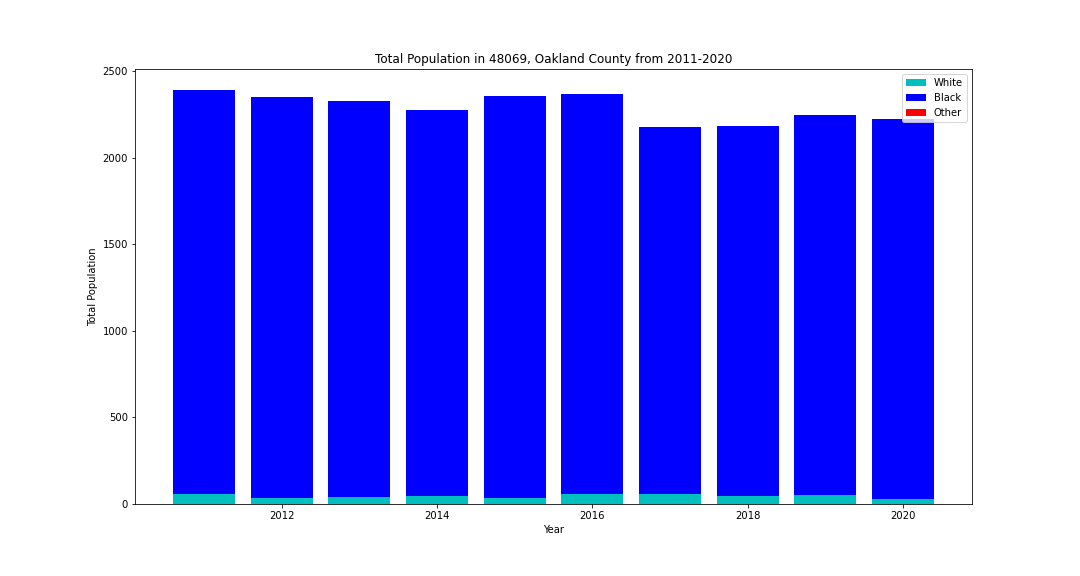 Total Population in 48069, Oakland County from 2011-2020
White
Black
Other
2500
2000
1500
1000
500
0
Total Population
2012
2014
2016
2018
2020
Year